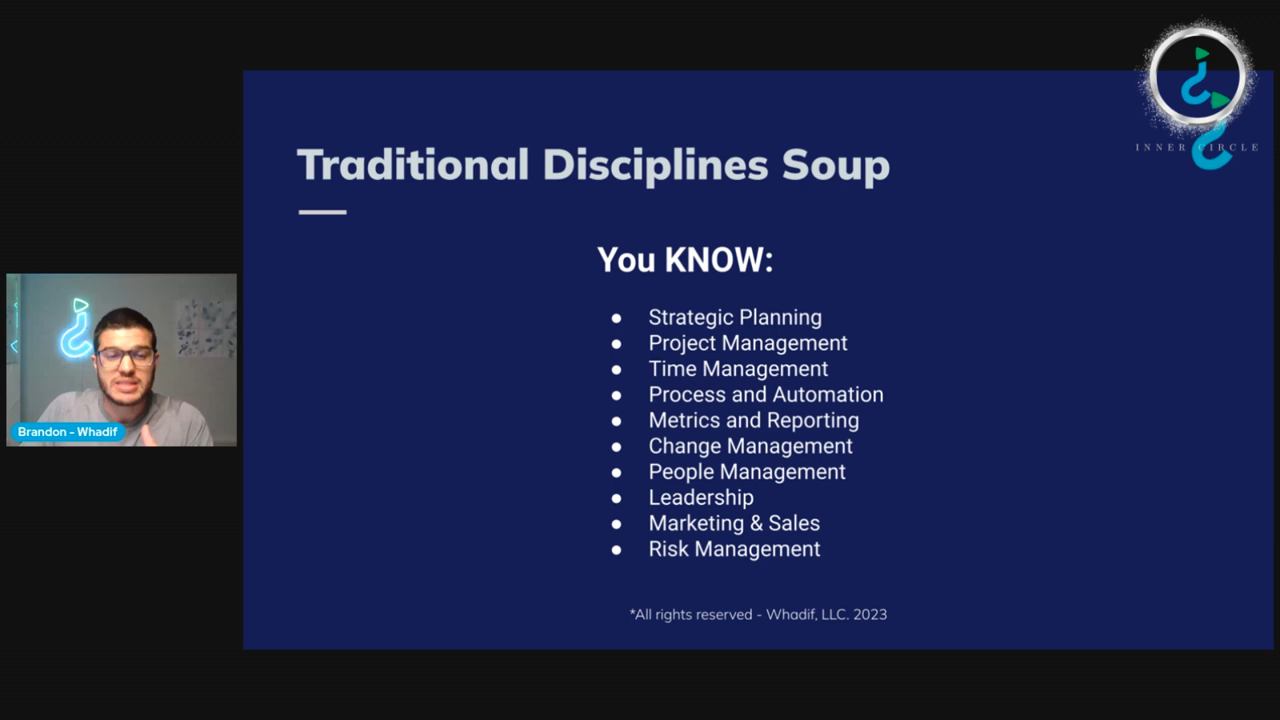 INNER CIRCLE
Traditional Disciplines Soup
You KNOW:
● Strategic Planning
● Project Management
● Time Management
● Process and Automation
● Metrics and Reporting
● Change Management
● People Management
● Leadership
● Marketing & Sales
● Risk Management
*All rights reserved - Whadif, LLC. 2023
Brandon - Whadif